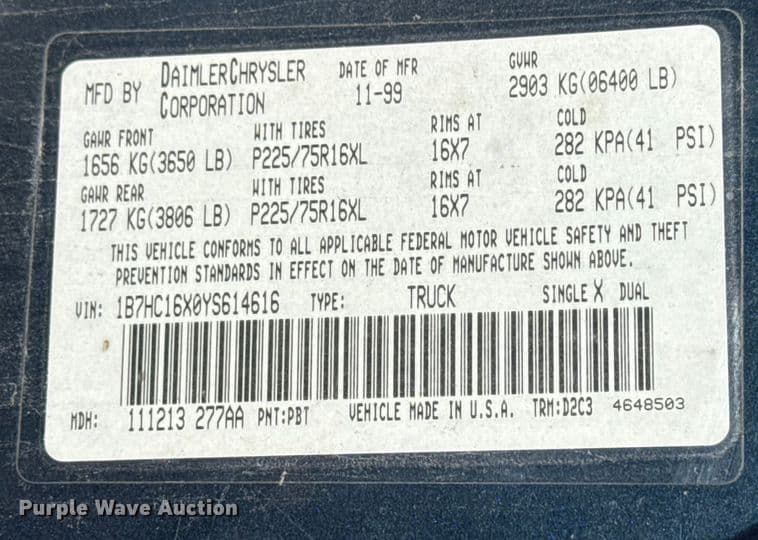 MFD BY DAIMLERCHRYSLER CORPORATION DATE OF MFR 11-99 GVWR 2903 KG(06400 LB)
GAWR FRONT WITH TIRES RIMS AT COLD
1656 KG(3650 LB) P225/75R16XL 16X7 282 KPA(41 PSI)
GAWR REAR WITH TIRES RIMS AT COLD
1727 KG(3806 LB) P225/75R16XL 16X7 282 KPA(41 PSI)
THIS VEHICLE CONFORMS TO ALL APPLICABLE FEDERAL MOTOR VEHICLE SAFETY AND THEFT
PREVENTION STANDARDS IN EFFECT ON THE DATE OF MANUFACTURE SHOWN ABOVE.
VIN: 1B7HC16X0YS614616 TYPE: TRUCK SINGLE X DUAL
MDH: 111213 277AA PNT:PBT VEHICLE MADE IN U.S.A. TRM:D2C3 4648503
Purple Wave Auction